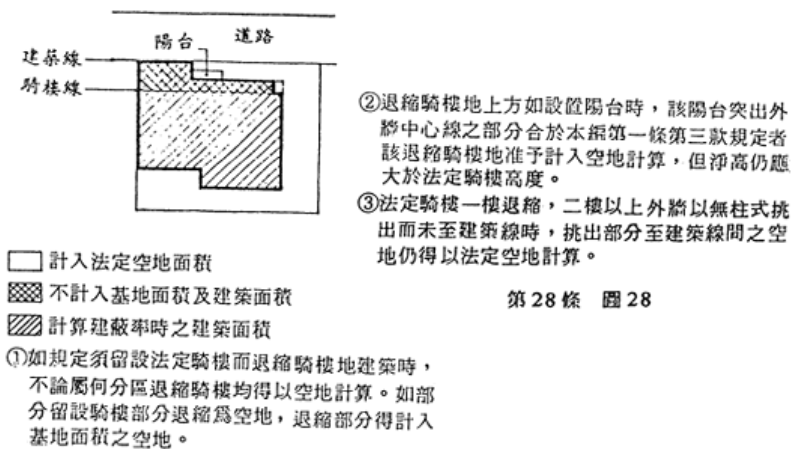 道路
陽台
建築線
騎樓線
計入法定空地面積
不計入基地面積及建築面積
計算建蔽率時之建築面積
①如規定須留設法定騎樓而退縮騎樓地建築時，
不論屬何分區退縮騎樓均得以空地計算。如部
分留設騎樓部分退縮爲空地，退縮部分得計入
基地面積之空地。
②退縮騎樓地上方如設置陽台時，該陽台突出外
牆中心線之部分合於本編第一條第三款規定者
該退縮騎樓地准予計入空地計算，但淨高仍應
大於法定騎樓高度。
③法定騎樓一樓退縮，二樓以上外牆以無柱式挑
出而未至建築線時，挑出部分至建築線間之空
地仍得以法定空地計算。
第28條 圖28